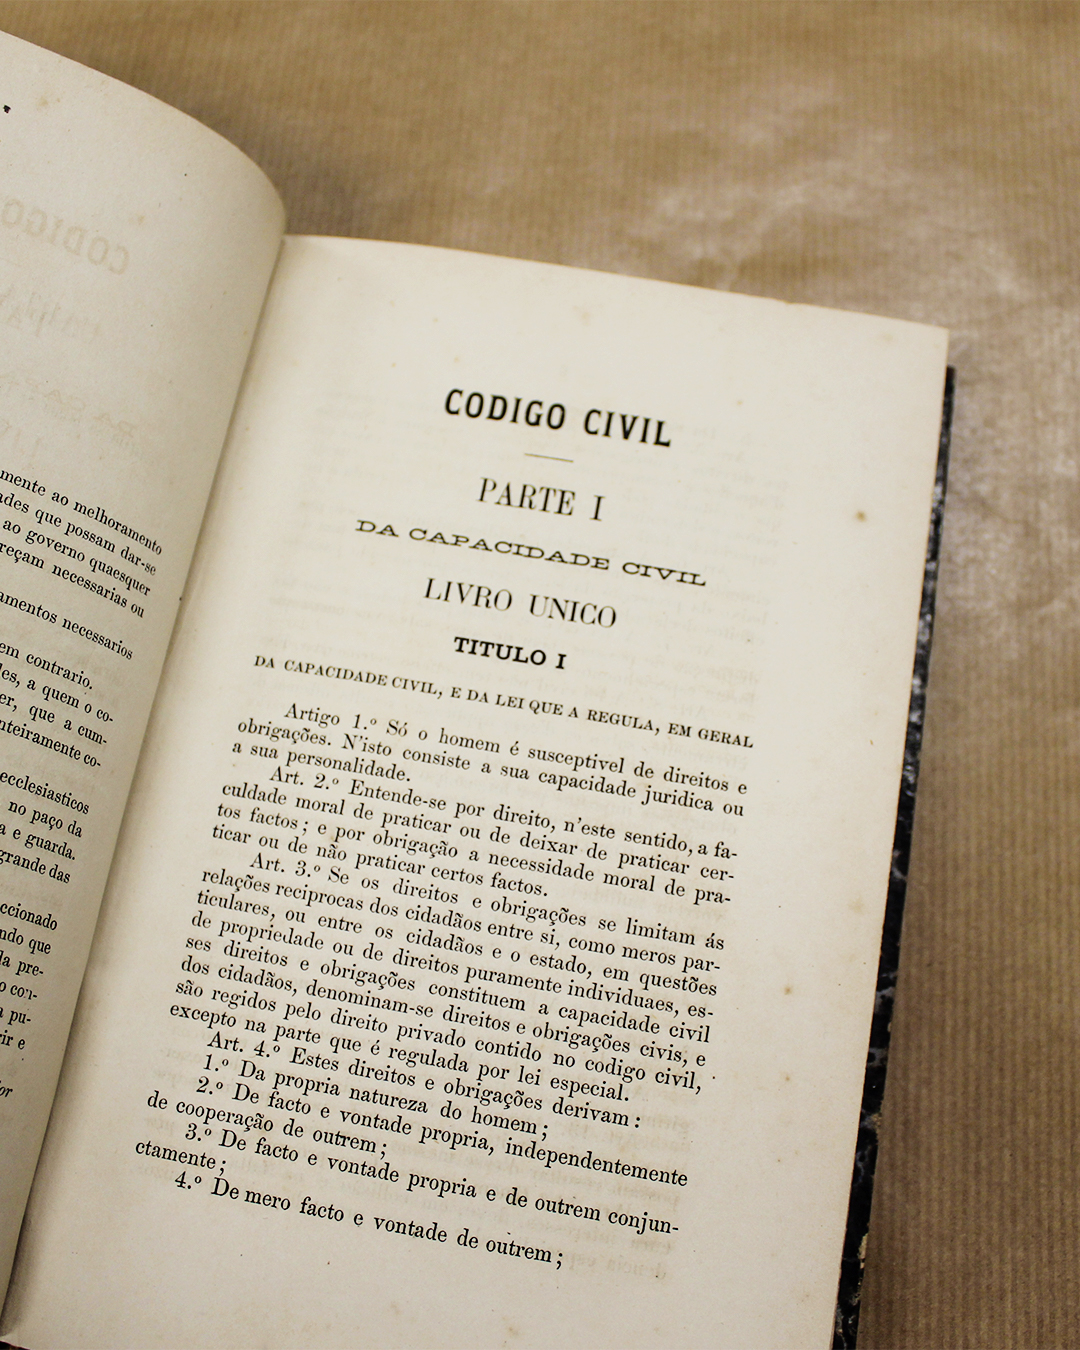 ao melhoramento
que possam dar-se
ao governo quaesquer
necessarias ou
necessarios
em contrario.
a quem o co-
que a cum-
inteiramente co-
ecclesiasticos
no paço da
e guarda.
grande das
que
pre-
e
CODIGO CIVIL
PARTE I
DA CAPACIDADE CIVIL
LIVRO UNICO
TITULO I
DA CAPACIDADE CIVIL, E DA LEI QUE A REGULA, EM GERAL
Artigo 1.º Só o homem é susceptivel de direitos e
obrigações. N'isto consiste a sua capacidade juridica ou
a sua personalidade.
Art. 2.º Entende-se por direito, n'este sentido, a fa-
culdade moral de praticar ou de deixar de praticar cer-
tos factos; e por obrigação a necessidade moral de pra-
ticar ou de não praticar certos factos.
Art. 3.º Se os direitos e obrigações se limitam ás
relações reciprocas dos cidadãos entre si, como meros par-
ticulares, ou entre os cidadãos e o estado, em questões
de propriedade ou de direitos puramente individuaes, es-
ses direitos e obrigações constituem a capacidade civil
dos cidadãos, denominam-se direitos e obrigações civis, e
são regidos pelo direito privado contido no codigo civil,
excepto na parte que é regulada por lei especial.
Art. 4.º Estes direitos e obrigações derivam:
1.º Da propria natureza do homem;
2.º De facto e vontade propria, independentemente
de cooperação de outrem;
3.º De facto e vontade propria e de outrem conjun-
ctamente;
4.º De mero facto e vontade de outrem;